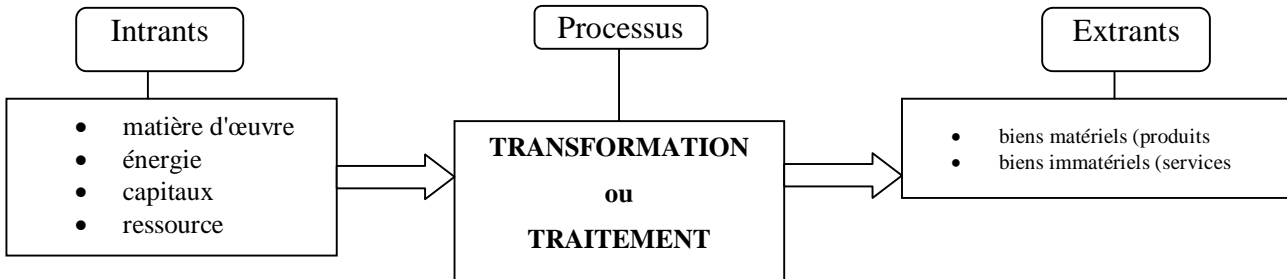 Intrants
Processus
Extrants
• matière d'œuvre
• énergie
• capitaux
• ressource
TRANSFORMATION
ou
TRAITEMENT
• biens matériels (produits
• biens immatériels (services